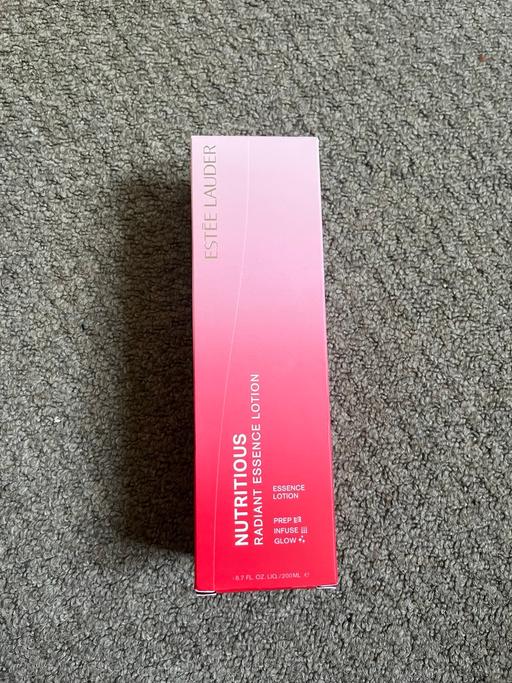 ESTĒE LAUDER
NUTRITIOUS
RADIANT ESSENCE LOTION
ESSENCE
LOTION
PREP
INFUSE
GLOW
6.7 FL. OZ. LIQ./200ML ℮